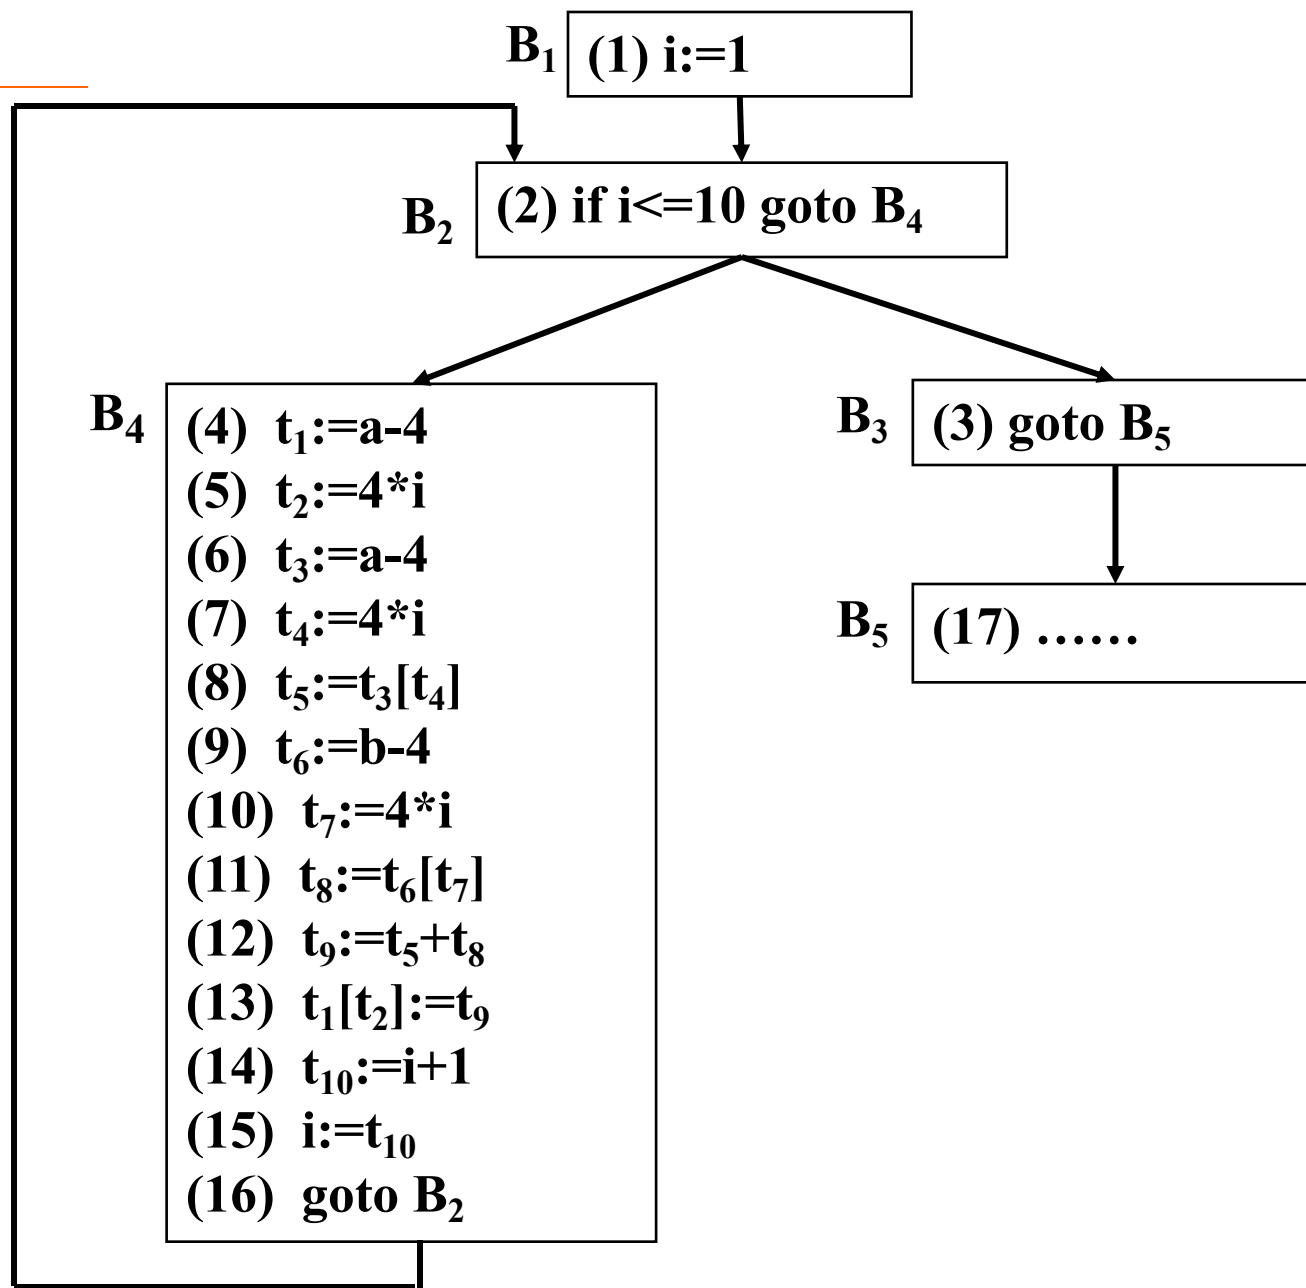 B₁ (1) i:=1
B₂ (2) if i<=10 goto B₄
B₄ (4) t₁:=a-4
(5) t₂:=4*i
(6) t₃:=a-4
(7) t₄:=4*i
(8) t₅:=t₃[t₄]
(9) t₆:=b-4
(10) t₇:=4*i
(11) t₈:=t₆[t₇]
(12) t₉:=t₅+t₈
(13) t₁[t₂]:=t₉
(14) t₁₀:=i+1
(15) i:=t₁₀
(16) goto B₂
B₃ (3) goto B₅
B₅ (17) ……